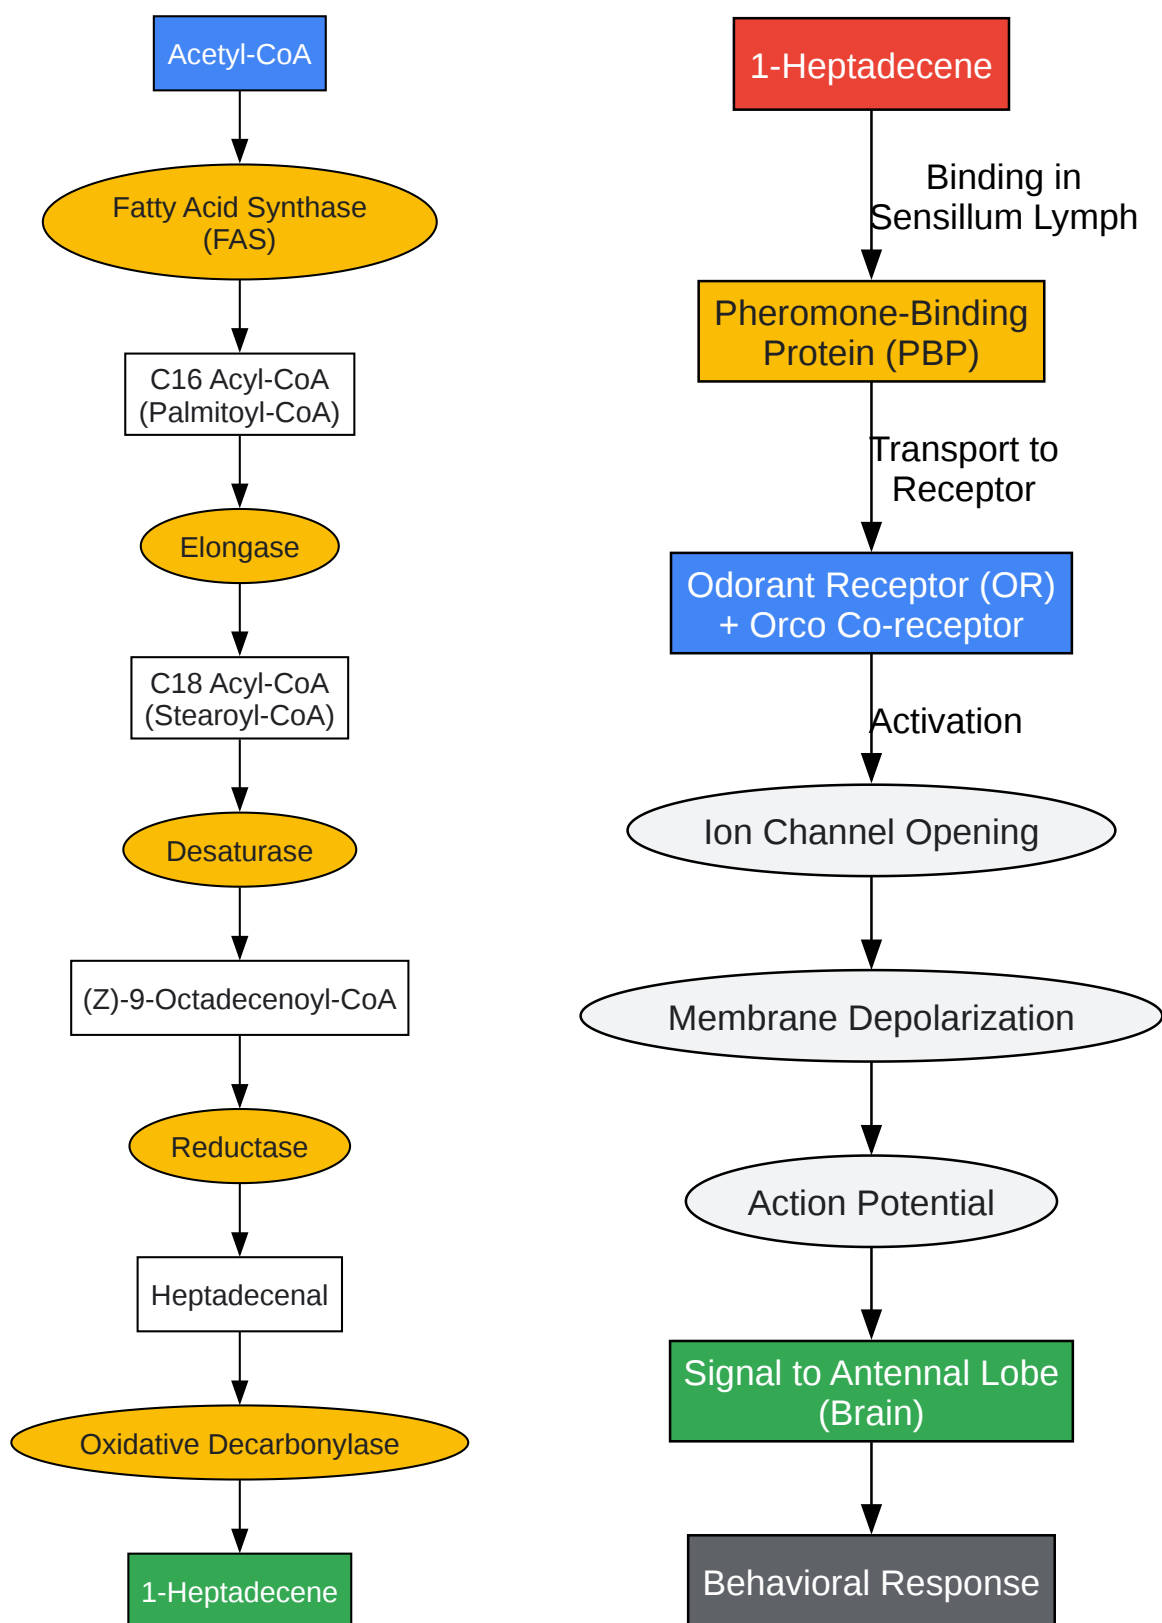 Acetyl-CoA
Fatty Acid Synthase
(FAS)
C16 Acyl-CoA
(Palmitoyl-CoA)
Elongase
C18 Acyl-CoA
(Stearoyl-CoA)
Desaturase
(Z)-9-Octadecenoyl-CoA
Reductase
Heptadecenal
Oxidative Decarbonylase
1-Heptadecene
1-Heptadecene
Binding in
Sensillum Lymph
Pheromone-Binding
Protein (PBP)
Transport to
Receptor
Odorant Receptor (OR)
+ Orco Co-receptor
Activation
Ion Channel Opening
Membrane Depolarization
Action Potential
Signal to Antennal Lobe
(Brain)
Behavioral Response